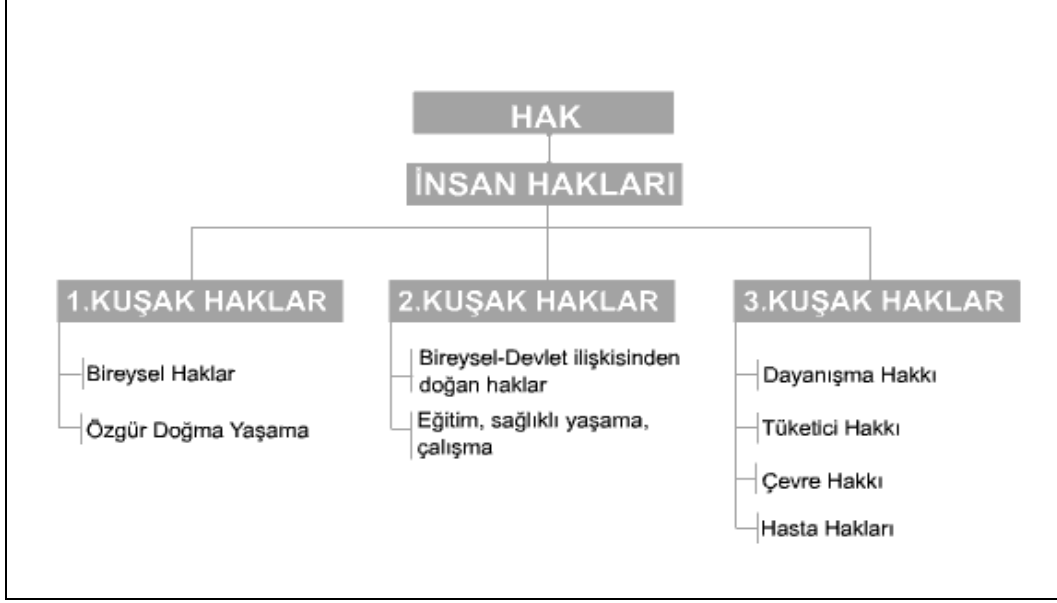 HAK
İNSAN HAKLARI
1.KUŞAK HAKLAR
Bireysel Haklar
Özgür Doğma Yaşama
2.KUŞAK HAKLAR
Bireysel-Devlet ilişkisinden
doğan haklar
Eğitim, sağlıklı yaşama,
çalışma
3.KUŞAK HAKLAR
Dayanışma Hakkı
Tüketici Hakkı
Çevre Hakkı
Hasta Hakları